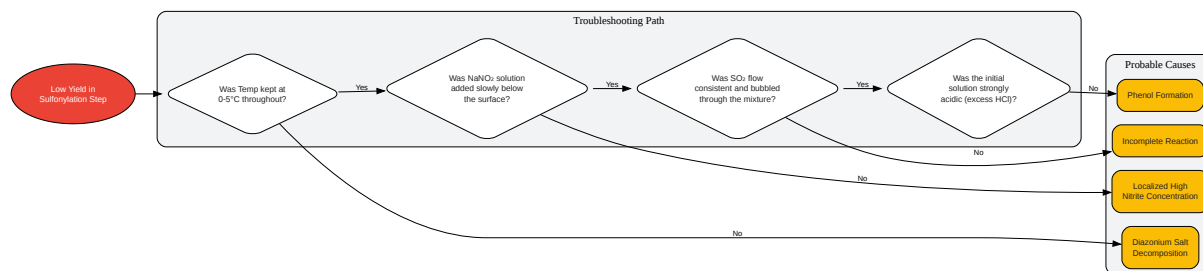 Troubleshooting Path
Low Yield in
Sulfonylation Step
Was Temp kept at
0-5°C throughout?
Yes
Was NaNO₂ solution
added slowly below
the surface?
Yes
Was SO₂ flow
consistent and bubbled
through the mixture?
Yes
Was the initial
solution strongly
acidic (excess HCl)?
No
Probable Causes
Phenol Formation
No
Incomplete Reaction
No
Localized High
Nitrite Concentration
No
Diazonium Salt
Decomposition